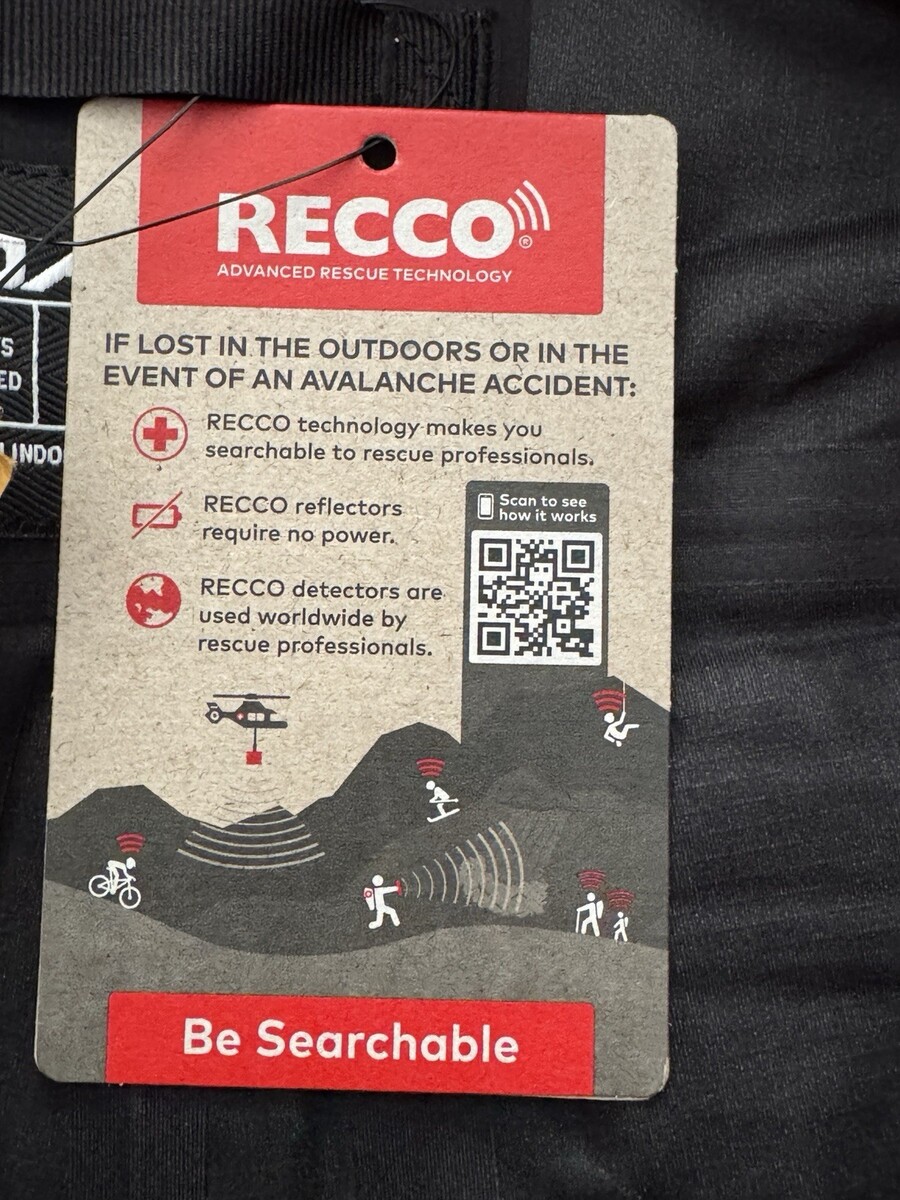 RECCO®
ADVANCED RESCUE TECHNOLOGY
IF LOST IN THE OUTDOORS OR IN THE
EVENT OF AN AVALANCHE ACCIDENT:
RECCO technology makes you
searchable to rescue professionals.
RECCO reflectors
require no power.
Scan to see
how it works
RECCO detectors are
used worldwide by
rescue professionals.
Be Searchable